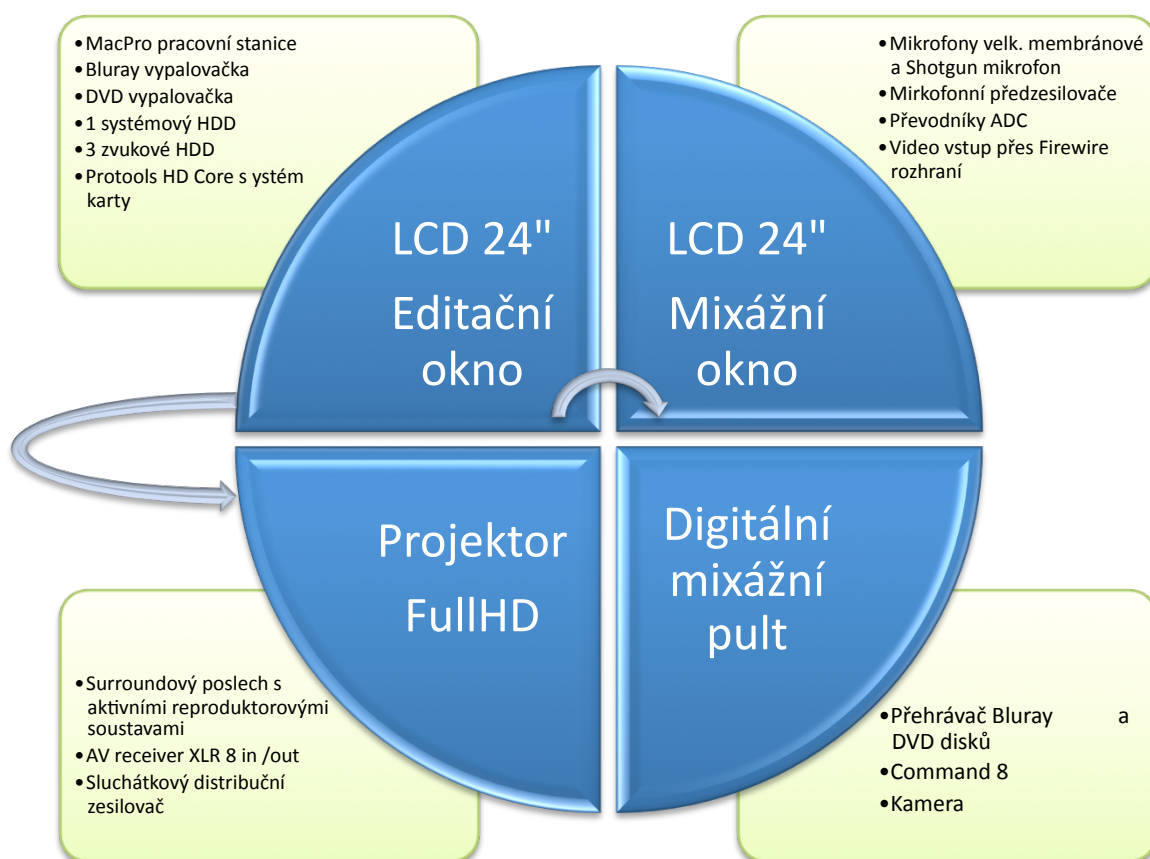 •MacPro pracovní stanice
•Bluray vypalovačka
•DVD vypalovačka
•1 systémový HDD
•3 zvukové HDD
•Protools HD Core s ystém
karty
•Mikrofony velk. membránové
a Shotgun mikrofon
•Mirkofonní předzesilovače
•Převodníky ADC
•Video vstup přes Firewire
rozhraní
LCD 24"
Editační
okno
LCD 24"
Mixážní
okno
Projektor
FullHD
Digitální
mixážní
pult
•Surroundový poslech s
aktivními reproduktorovými
soustavami
•AV receiver XLR 8 in /out
•Sluchátkový distribuční
zesilovač
•Přehrávač Bluray a
DVD disků
•Command 8
•Kamera